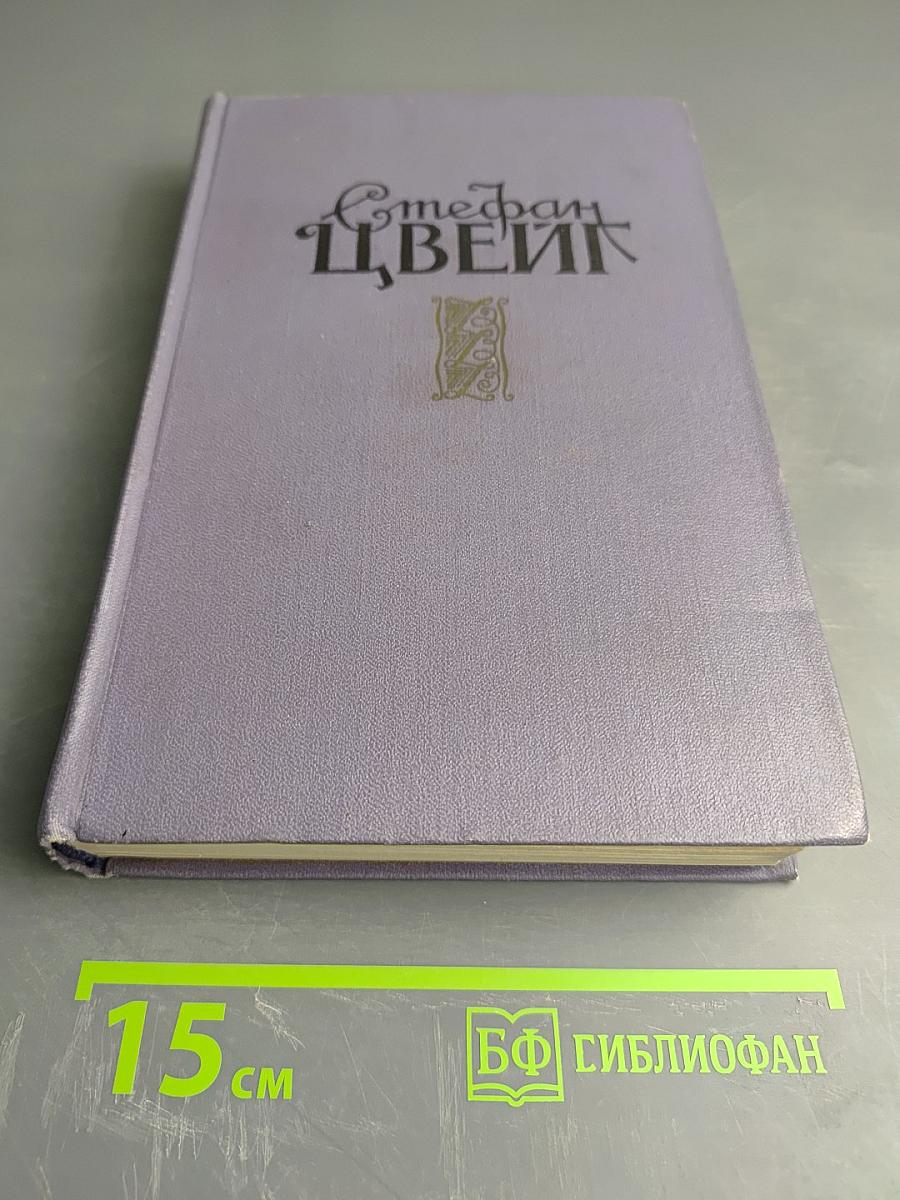 Стефан
ЦВЕЙГ
15 см
БФ БИБЛИОФАН